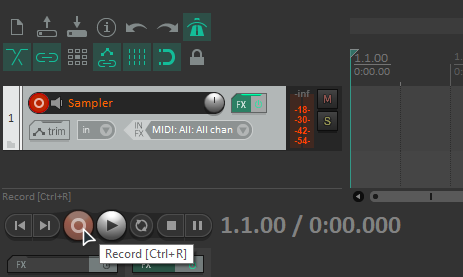 1.1.00
0:00.00
1
Sampler
FX
-inf
M
-18-
-30-
S
-42-
-54-
trim
in
IN FX
MIDI: All: All chan
Record [Ctrl+R]
1.1.00 / 0:00.000
Record [Ctrl+R]
FX
FX